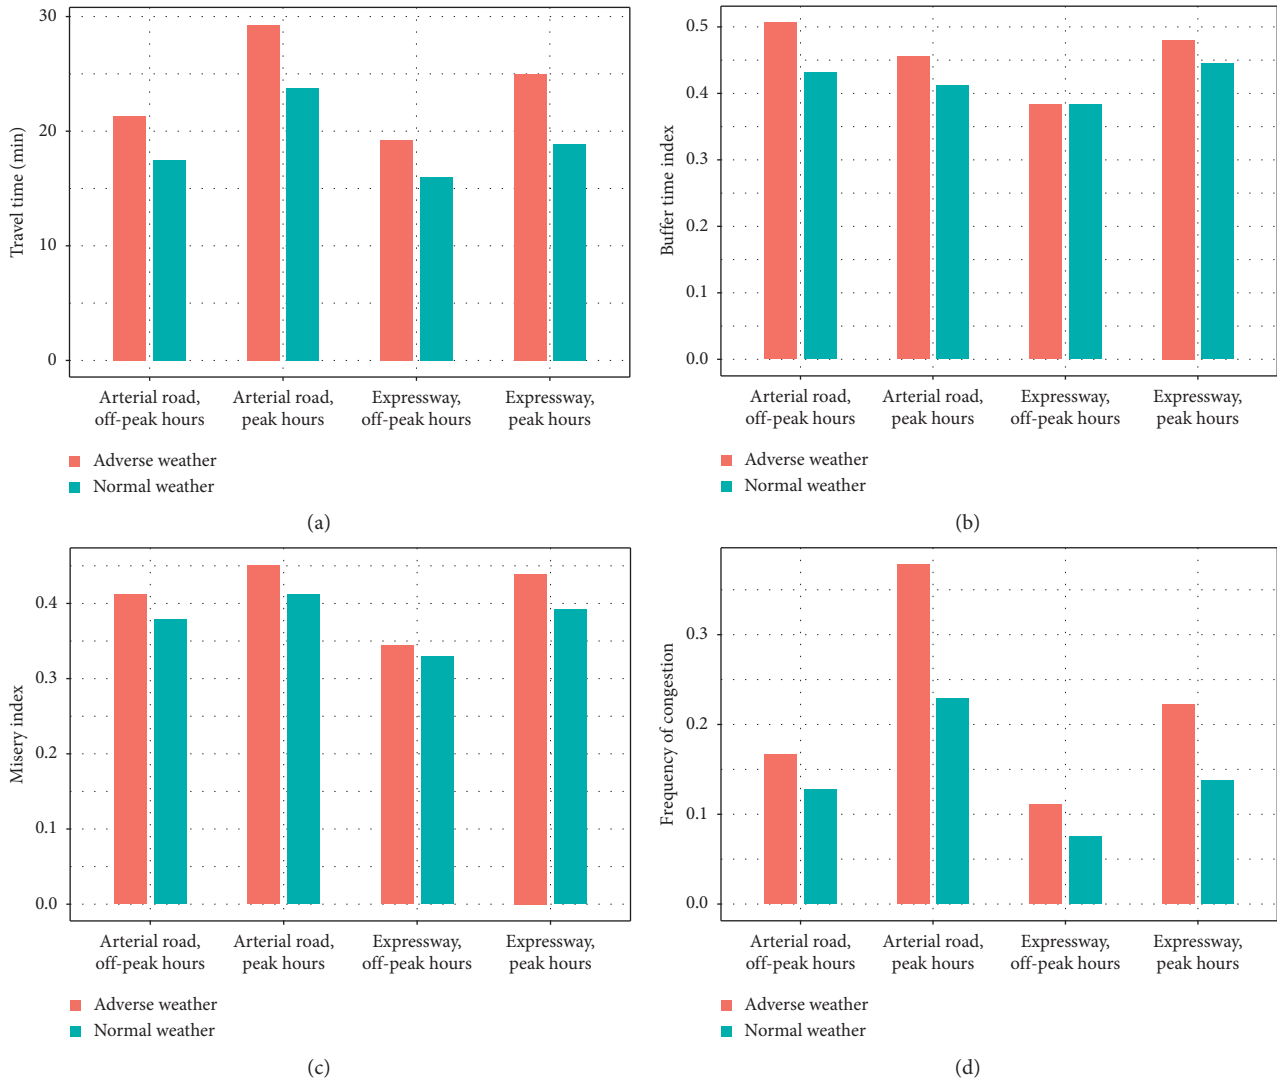 30
20
10
0
Travel time (min)
Arterial road,
off-peak hours
Arterial road,
peak hours
Expressway,
off-peak hours
Expressway,
peak hours
Adverse weather
Normal weather
(a)
0.5
0.4
0.3
0.2
0.1
0.0
Buffer time index
Arterial road,
off-peak hours
Arterial road,
peak hours
Expressway,
off-peak hours
Expressway,
peak hours
Adverse weather
Normal weather
(b)
0.4
0.3
0.2
0.1
0.0
Misery index
Arterial road,
off-peak hours
Arterial road,
peak hours
Expressway,
off-peak hours
Expressway,
peak hours
Adverse weather
Normal weather
(c)
0.3
0.2
0.1
0.0
Frequency of congestion
Arterial road,
off-peak hours
Arterial road,
peak hours
Expressway,
off-peak hours
Expressway,
peak hours
Adverse weather
Normal weather
(d)